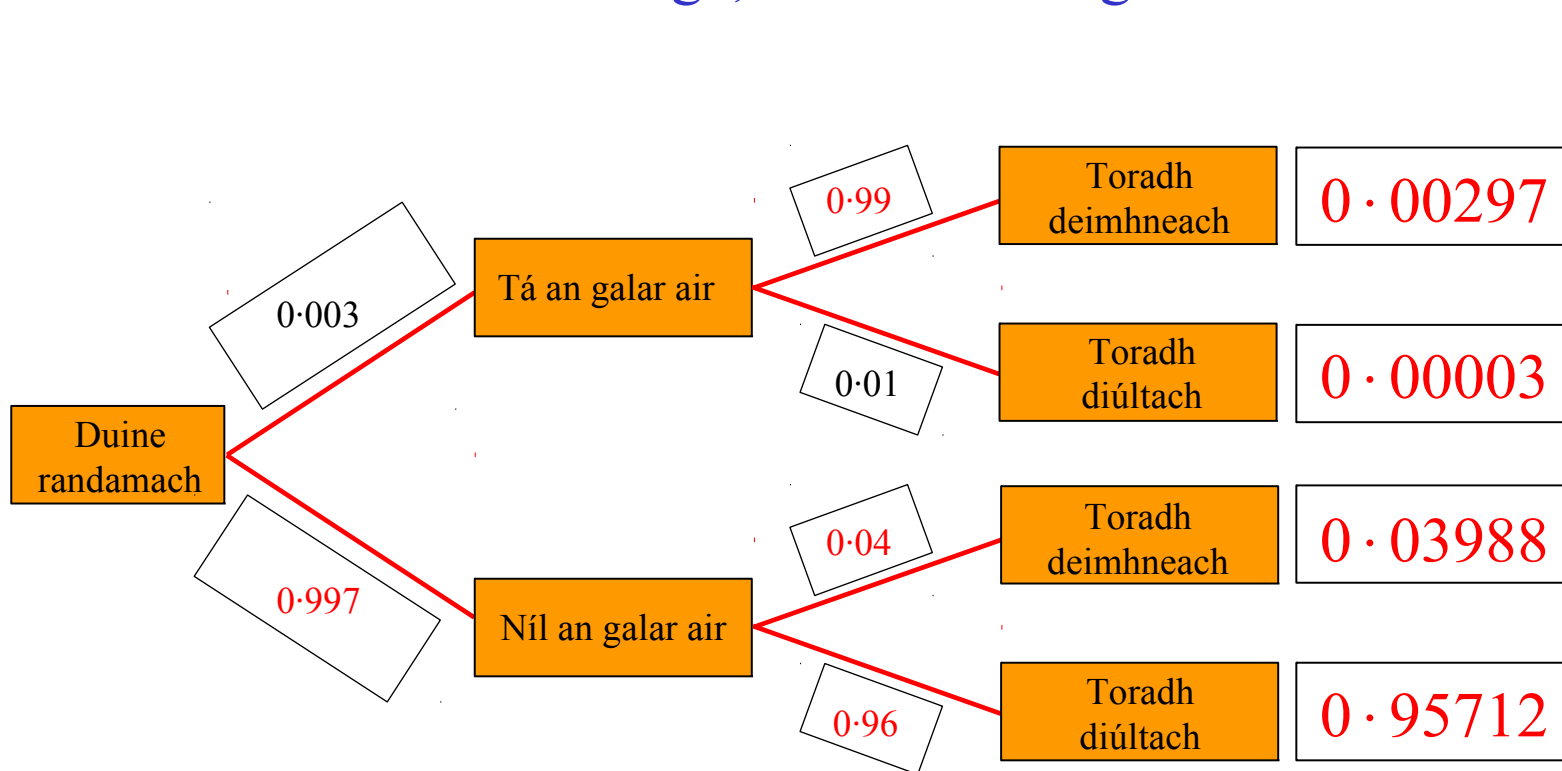 0·99
Toradh
deimhneach
0·00297
0·003
Tá an galar air
0·01
Toradh
diúltach
0·00003
Duine
randamach
0·997
Níl an galar air
0·04
Toradh
deimhneach
0·03988
0·96
Toradh
diúltach
0·95712